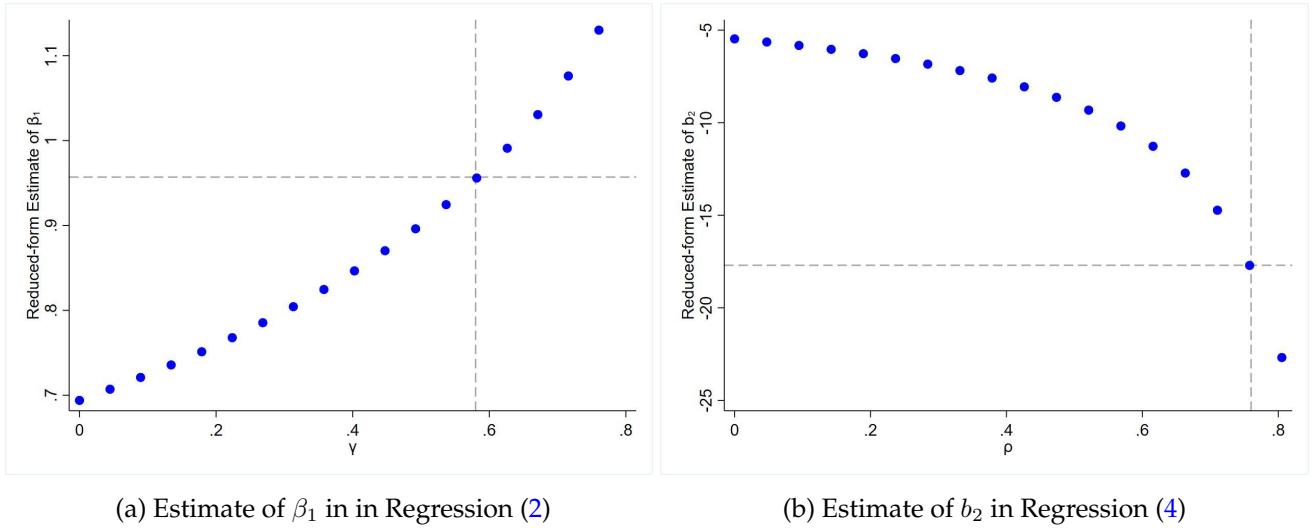 Reduced-form Estimate of β₁
1.1
1
.9
.8
.7
0 .2 .4 .6 .8
γ
Reduced-form Estimate of b₂
-5
-10
-15
-20
-25
0 .2 .4 .6 .8
ρ
(a) Estimate of β₁ in in Regression (2)
(b) Estimate of b₂ in Regression (4)